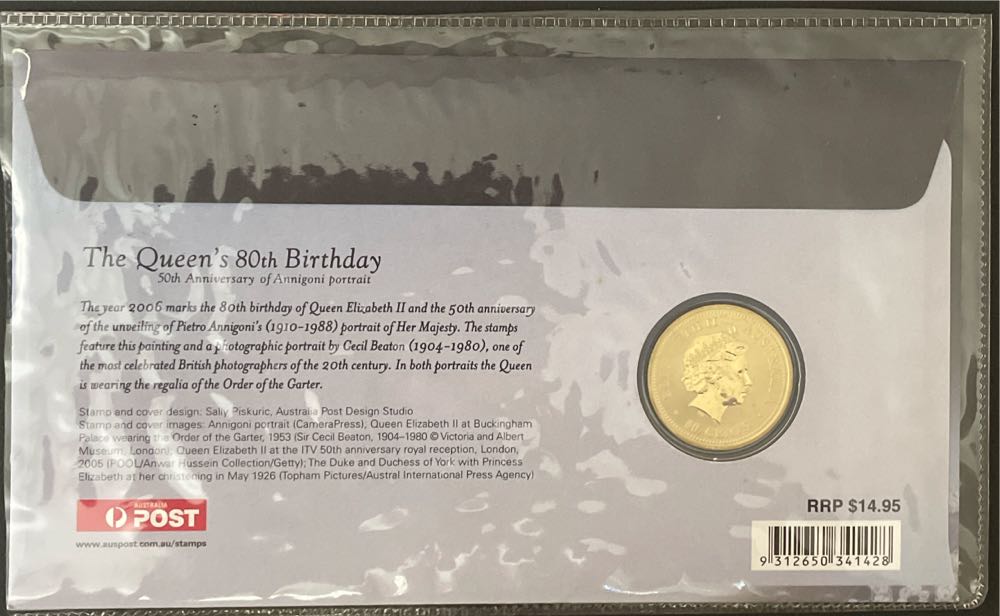 The Queen's 80th Birthday
50th Anniversary of Annigoni portrait
The year 2006 marks the 80th birthday of Queen Elizabeth II and the 50th anniversary
of the unveiling of Pietro Annigoni's (1910–1988) portrait of Her Majesty. The stamps
feature this painting and a photographic portrait by Cecil Beaton (1904–1980), one of
the most celebrated British photographers of the 20th century. In both portraits the Queen
is wearing the regalia of the Order of the Garter.
Stamp and cover design: Sally Piskuric, Australia Post Design Studio
Stamp and cover images: Annigoni portrait (CameraPress), Queen Elizabeth II at Buckingham
Palace wearing the Order of the Garter, 1953 (Sir Cecil Beaton, 1904–1980 © Victoria and Albert
Museum, London); Queen Elizabeth II at the ITV 50th anniversary royal reception, London,
2005 (POOL/Anwar Hussein Collection/Getty); The Duke and Duchess of York with Princess
Elizabeth at her christening in May 1926 (Topham Pictures/Austral International Press Agency)
AUSTRALIA
POST
www.auspost.com.au/stamps
RRP $14.95
9 312650 341428